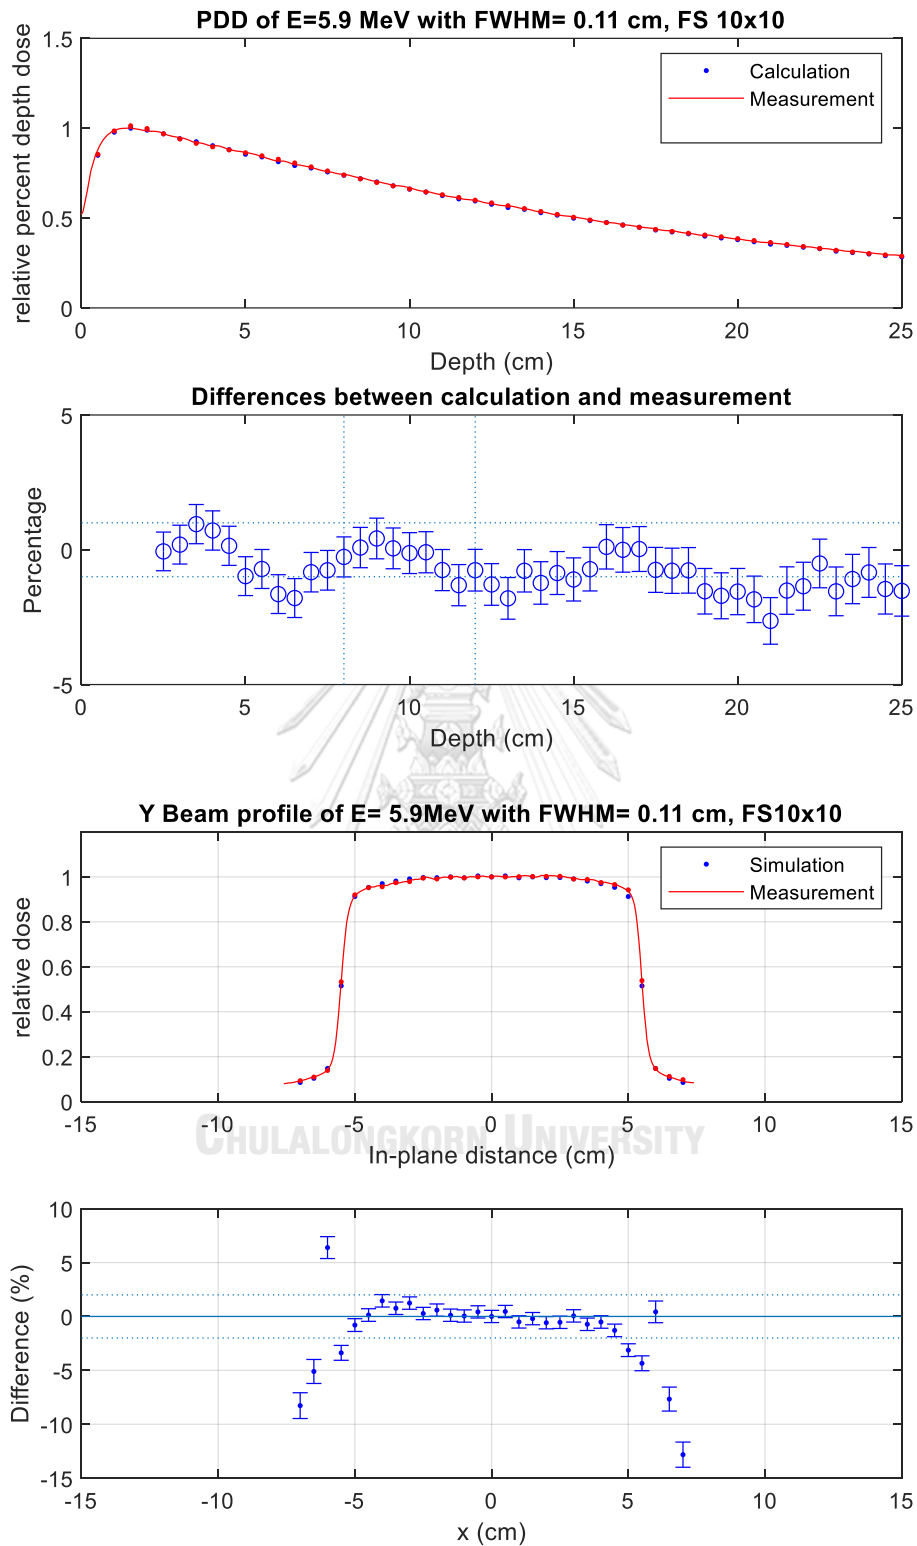 PDD of E=5.9 MeV with FWHM= 0.11 cm, FS 10x10
relative percent depth dose
1.5
1
0.5
0
Calculation
Measurement
0 5 10 15 20 25
Depth (cm)
Differences between calculation and measurement
Percentage
5
0
-5
0 5 10 15 20 25
Depth (cm)
Y Beam profile of E= 5.9MeV with FWHM= 0.11 cm, FS10x10
relative dose
1
0.8
0.6
0.4
0.2
0
Simulation
Measurement
-15 -10 -5 0 5 10 15
CHULALONGKORN UNIVERSITY
In-plane distance (cm)
Difference (%)
10
5
0
-5
-10
-15
-15 -10 -5 0 5 10 15
x (cm)